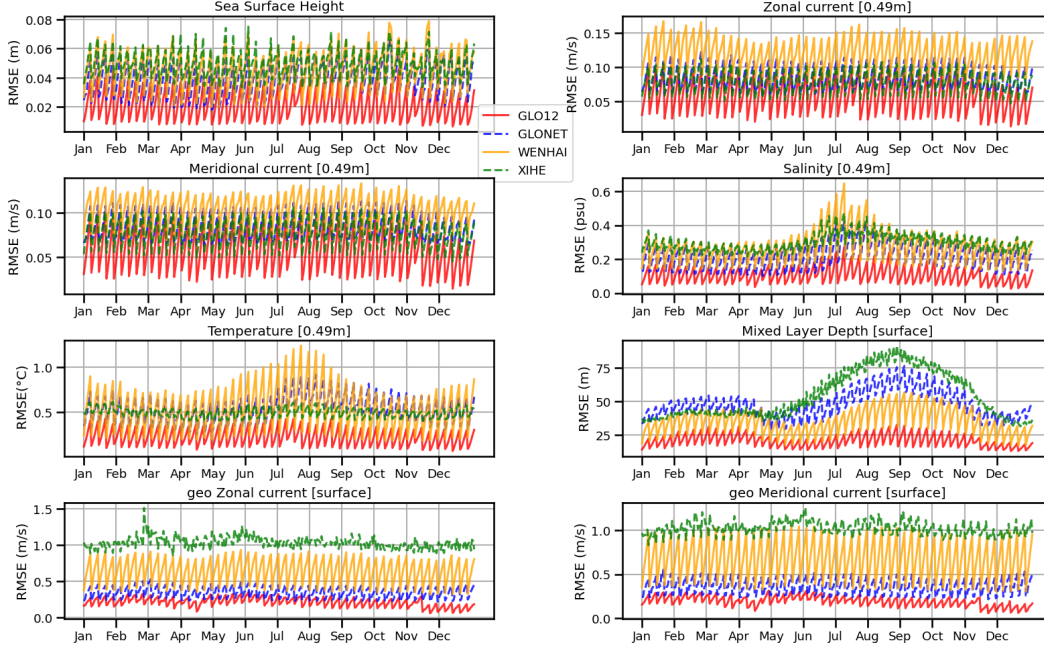 Sea Surface Height
RMSE (m)
0.08
0.06
0.04
0.02
Jan Feb Mar Apr May Jun Jul Aug Sep Oct Nov Dec
Zonal current [0.49m]
RMSE (m/s)
0.15
0.10
0.05
Jan Feb Mar Apr May Jun Jul Aug Sep Oct Nov Dec
GLO12
GLONET
WENHAI
XIHE
Meridional current [0.49m]
RMSE (m/s)
0.10
0.05
Jan Feb Mar Apr May Jun Jul Aug Sep Oct Nov Dec
Salinity [0.49m]
RMSE (psu)
0.6
0.4
0.2
0.0
Jan Feb Mar Apr May Jun Jul Aug Sep Oct Nov Dec
Temperature [0.49m]
RMSE(°C)
1.0
0.5
Jan Feb Mar Apr May Jun Jul Aug Sep Oct Nov Dec
Mixed Layer Depth [surface]
RMSE (m)
75
50
25
Jan Feb Mar Apr May Jun Jul Aug Sep Oct Nov Dec
geo Zonal current [surface]
RMSE (m/s)
1.5
1.0
0.5
0.0
Jan Feb Mar Apr May Jun Jul Aug Sep Oct Nov Dec
geo Meridional current [surface]
RMSE (m/s)
1.0
0.5
0.0
Jan Feb Mar Apr May Jun Jul Aug Sep Oct Nov Dec